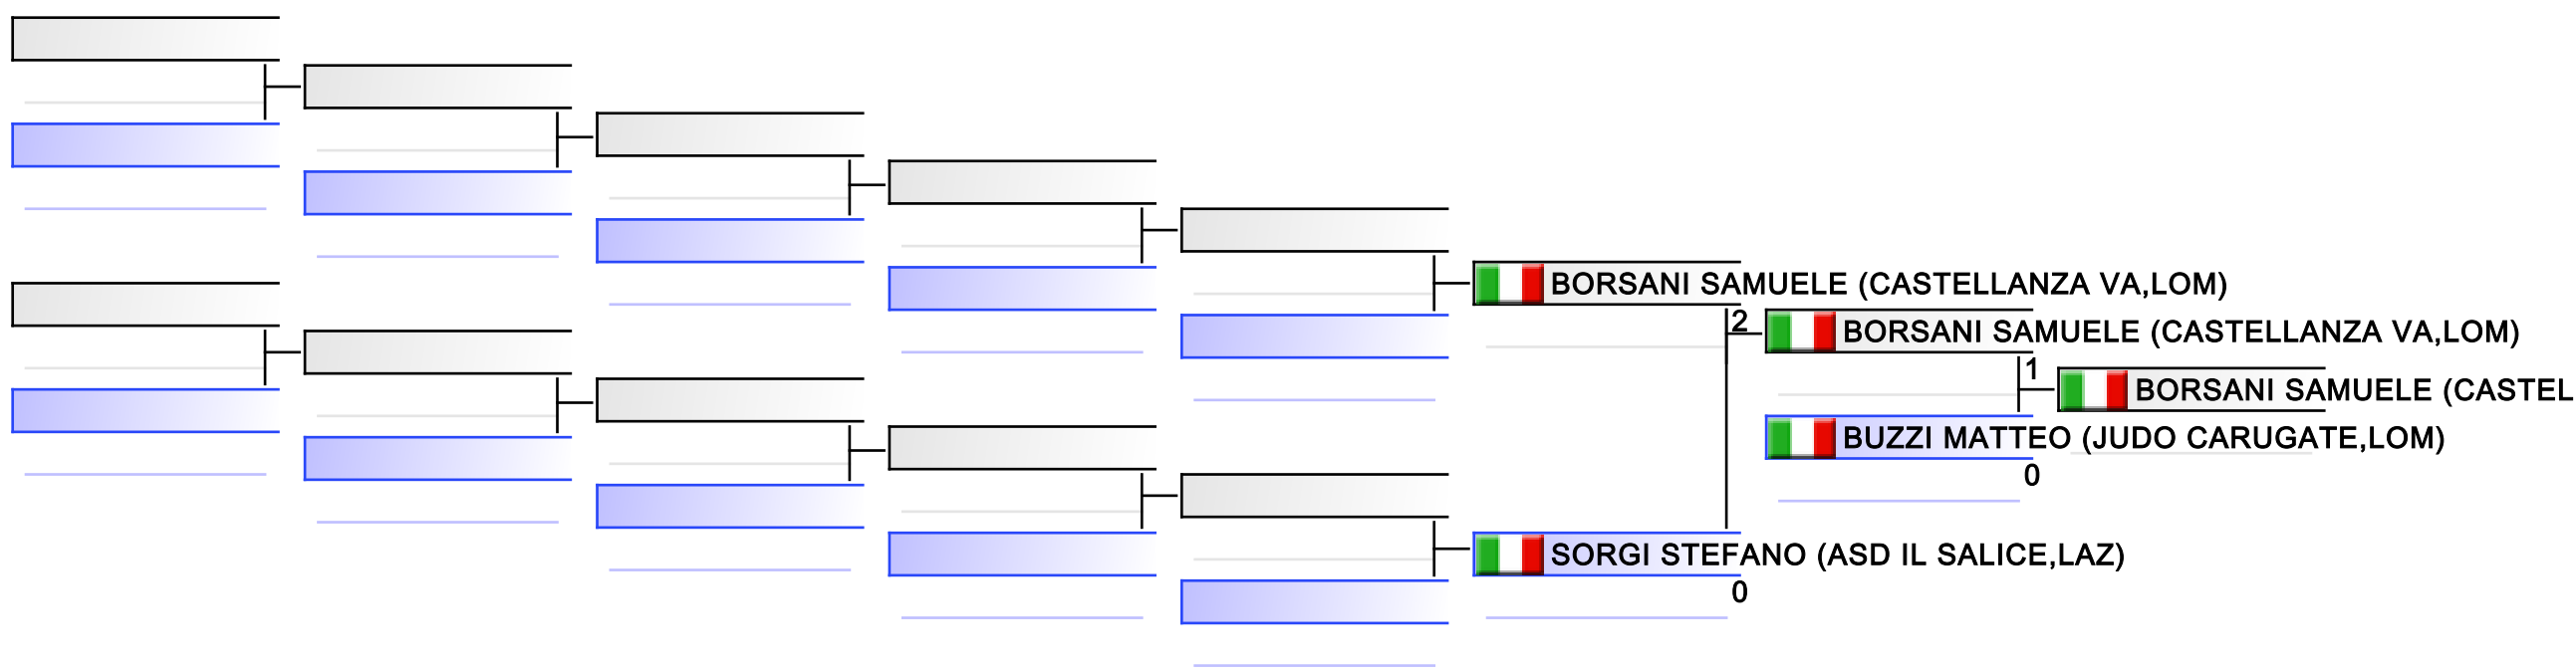 BORSANI SAMUELE (CASTELLANZA VA,LOM)
2
BORSANI SAMUELE (CASTELLANZA VA,LOM)
1
BORSANI SAMUELE (CASTEL
BUZZI MATTEO (JUDO CARUGATE,LOM)
0
SORGI STEFANO (ASD IL SALICE,LAZ)
0